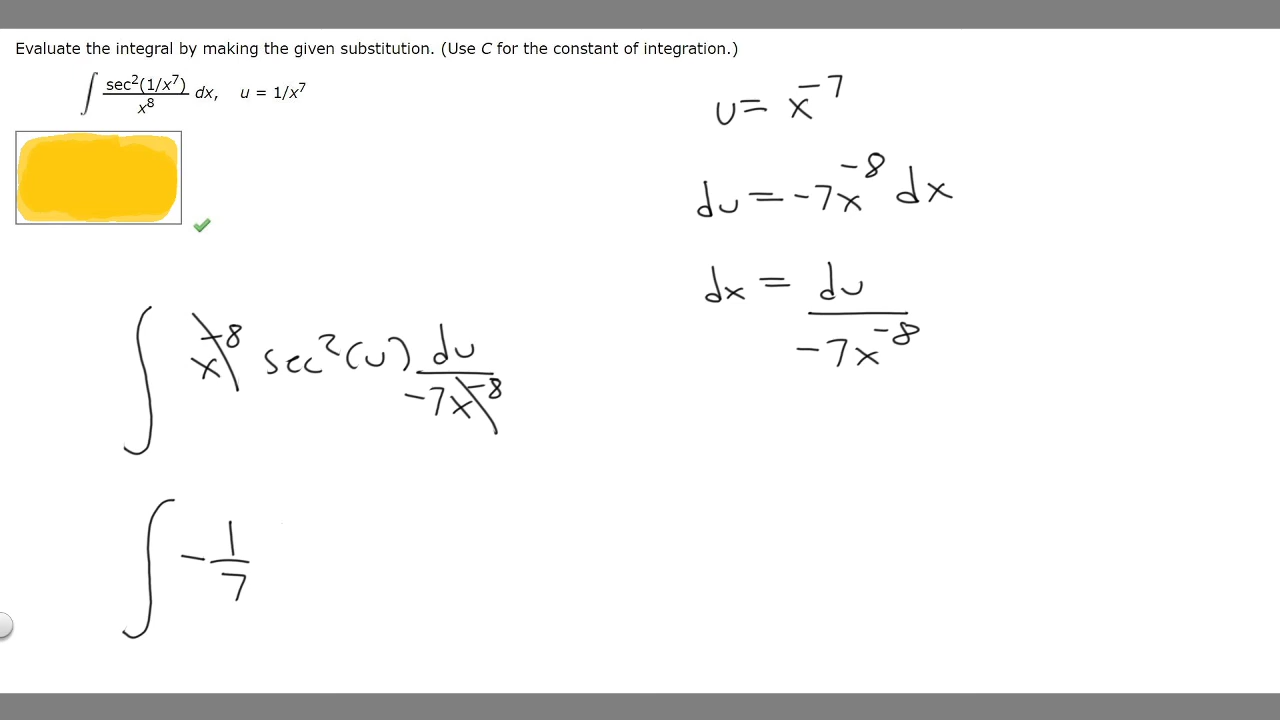 Evaluate the integral by making the given substitution. (Use C for the constant of integration.)
∫ sec²(1/x⁷)/x⁸ dx, u = 1/x⁷
u = x⁻⁷
du = -7x⁻⁸ dx
dx = du/(-7x⁻⁸)
∫ x⁻⁸ sec²(u) du/(-7x⁻⁸)
∫ -1/7